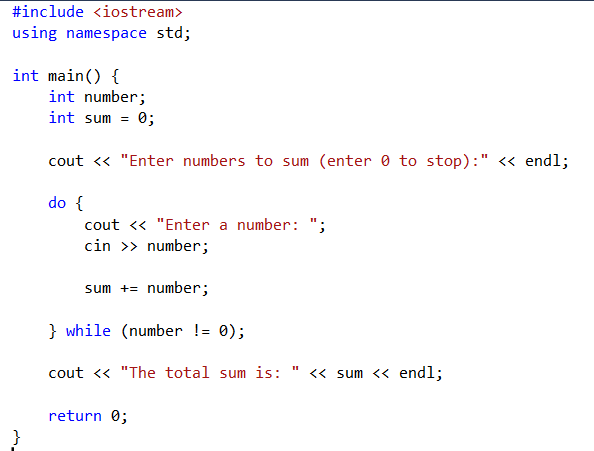 #include <iostream>
using namespace std;
int main() {
    int number;
    int sum = 0;
    cout << "Enter numbers to sum (enter 0 to stop):" << endl;
    do {
        cout << "Enter a number: ";
        cin >> number;
        sum += number;
    } while (number != 0);
    cout << "The total sum is: " << sum << endl;
    return 0;
}